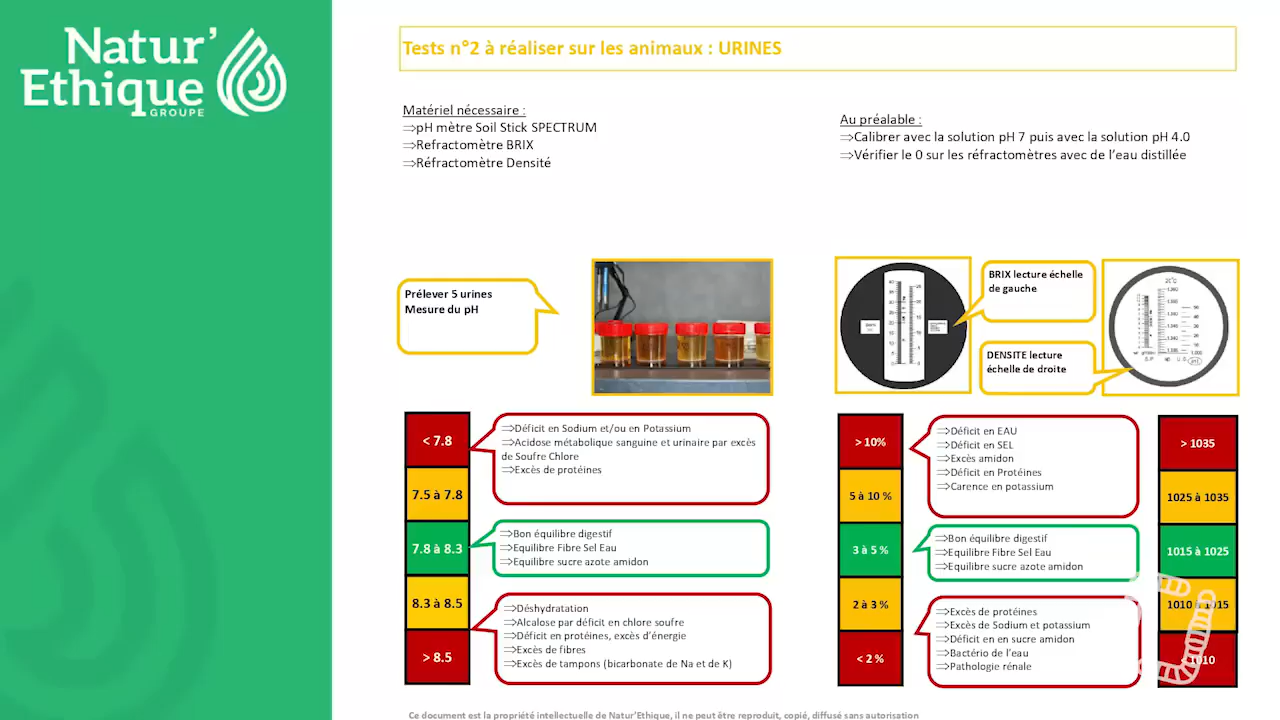 Natur'
Ethique
GROUPE
Tests n°2 à réaliser sur les animaux : URINES
Matériel nécessaire :
⇒pH mètre Soil Stick SPECTRUM
⇒Refractomètre BRIX
⇒Réfractomètre Densité
Au préalable :
⇒Calibrer avec la solution pH 7 puis avec la solution pH 4.0
⇒Vérifier le 0 sur les réfractomètres avec de l'eau distillée
Prélever 5 urines
Mesure du pH
BRIX lecture échelle
de gauche
DENSITE lecture
échelle de droite
< 7.8
7.5 à 7.8
7.8 à 8.3
8.3 à 8.5
> 8.5
⇒Déficit en Sodium et/ou en Potassium
⇒Acidose métabolique sanguine et urinaire par excès
de Soufre Chlore
⇒Excès de protéines
⇒Bon équilibre digestif
⇒Equilibre Fibre Sel Eau
⇒Equilibre sucre azote amidon
⇒Déshydratation
⇒Alcalose par déficit en chlore soufre
⇒Déficit en protéines, excès d'énergie
⇒Excès de fibres
⇒Excès de tampons (bicarbonate de Na et de K)
> 10%
5 à 10 %
3 à 5 %
2 à 3 %
< 2 %
⇒Déficit en EAU
⇒Déficit en SEL
⇒Excès amidon
⇒Déficit en Protéines
⇒Carence en potassium
⇒Bon équilibre digestif
⇒Equilibre Fibre Sel Eau
⇒Equilibre sucre azote amidon
⇒Excès de protéines
⇒Excès de Sodium et potassium
⇒Déficit en en sucre amidon
⇒Bactério de l'eau
⇒Pathologie rénale
> 1035
1025 à 1035
1015 à 1025
1010 à 1015
1010
Ce document est la propriété intellectuelle de Natur'Ethique, il ne peut être reproduit, copié, diffusé sans autorisation